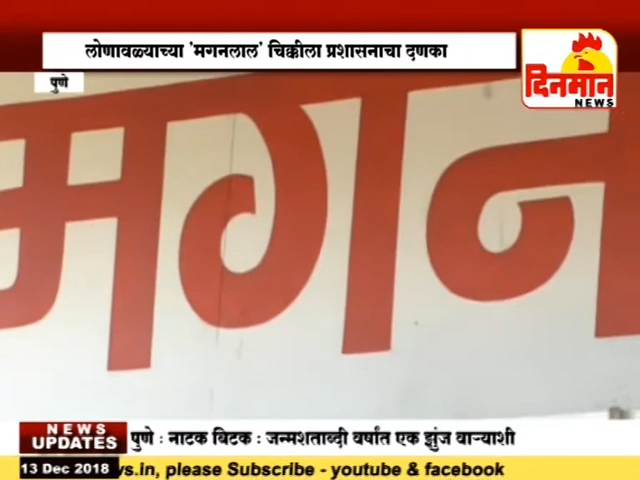 लोणावळ्याच्या 'मगनलाल' चिक्कीला प्रशासनाचा दणका
पुणे
दिनमान
NEWS
मगन
NEWS
UPDATES
पुणे : नाटक बिटक : जन्मशताब्दी वर्षात एक झुंज वाऱ्याशी
13 Dec 2018
vs.in, please Subscribe - youtube & facebook